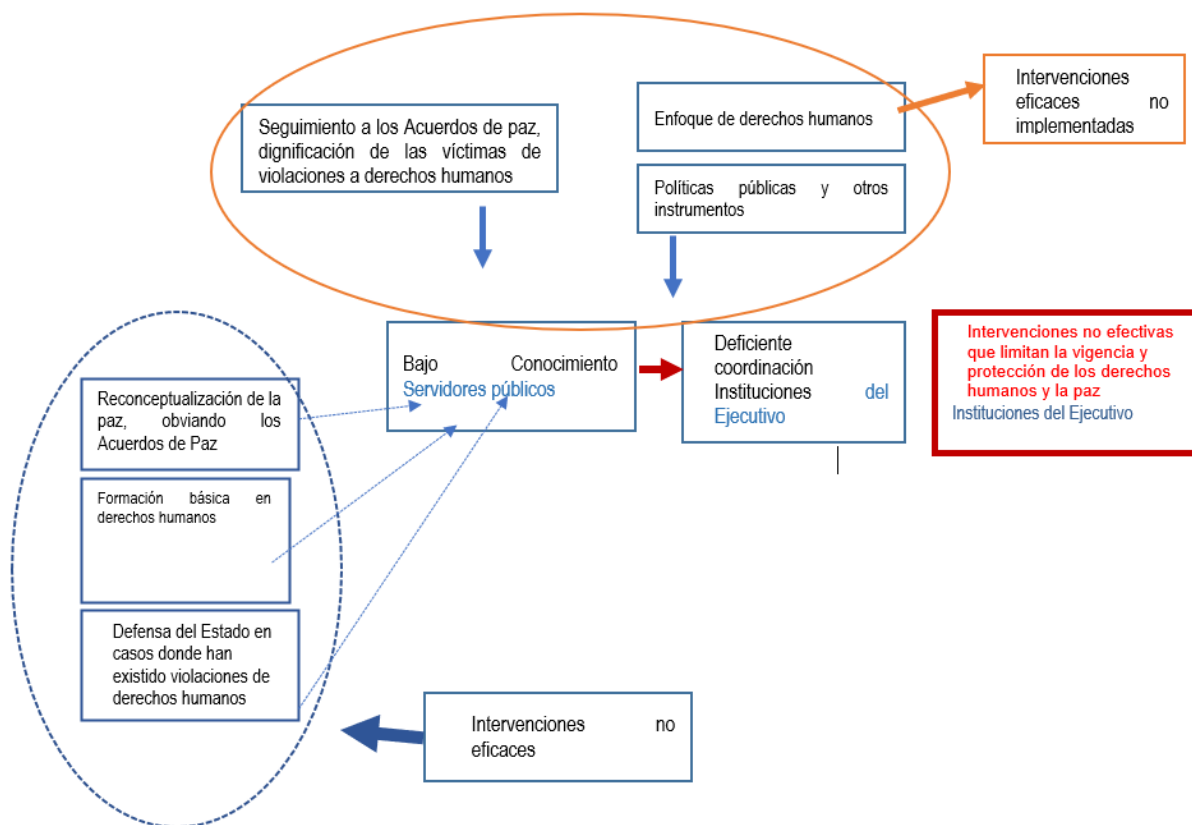 Seguimiento a los Acuerdos de paz,
dignificación de las víctimas de
violaciones a derechos humanos
Enfoque de derechos humanos
Políticas públicas y otros
instrumentos
Intervenciones
eficaces no
implementadas
Bajo Conocimiento
Servidores públicos
Deficiente
coordinación
Instituciones del
Ejecutivo
Intervenciones no efectivas
que limitan la vigencia y
protección de los derechos
humanos y la paz
Instituciones del Ejecutivo
Reconceptualización de la
paz, obviando los
Acuerdos de Paz
Formación básica en
derechos humanos
Defensa del Estado en
casos donde han
existido violaciones de
derechos humanos
Intervenciones no
eficaces